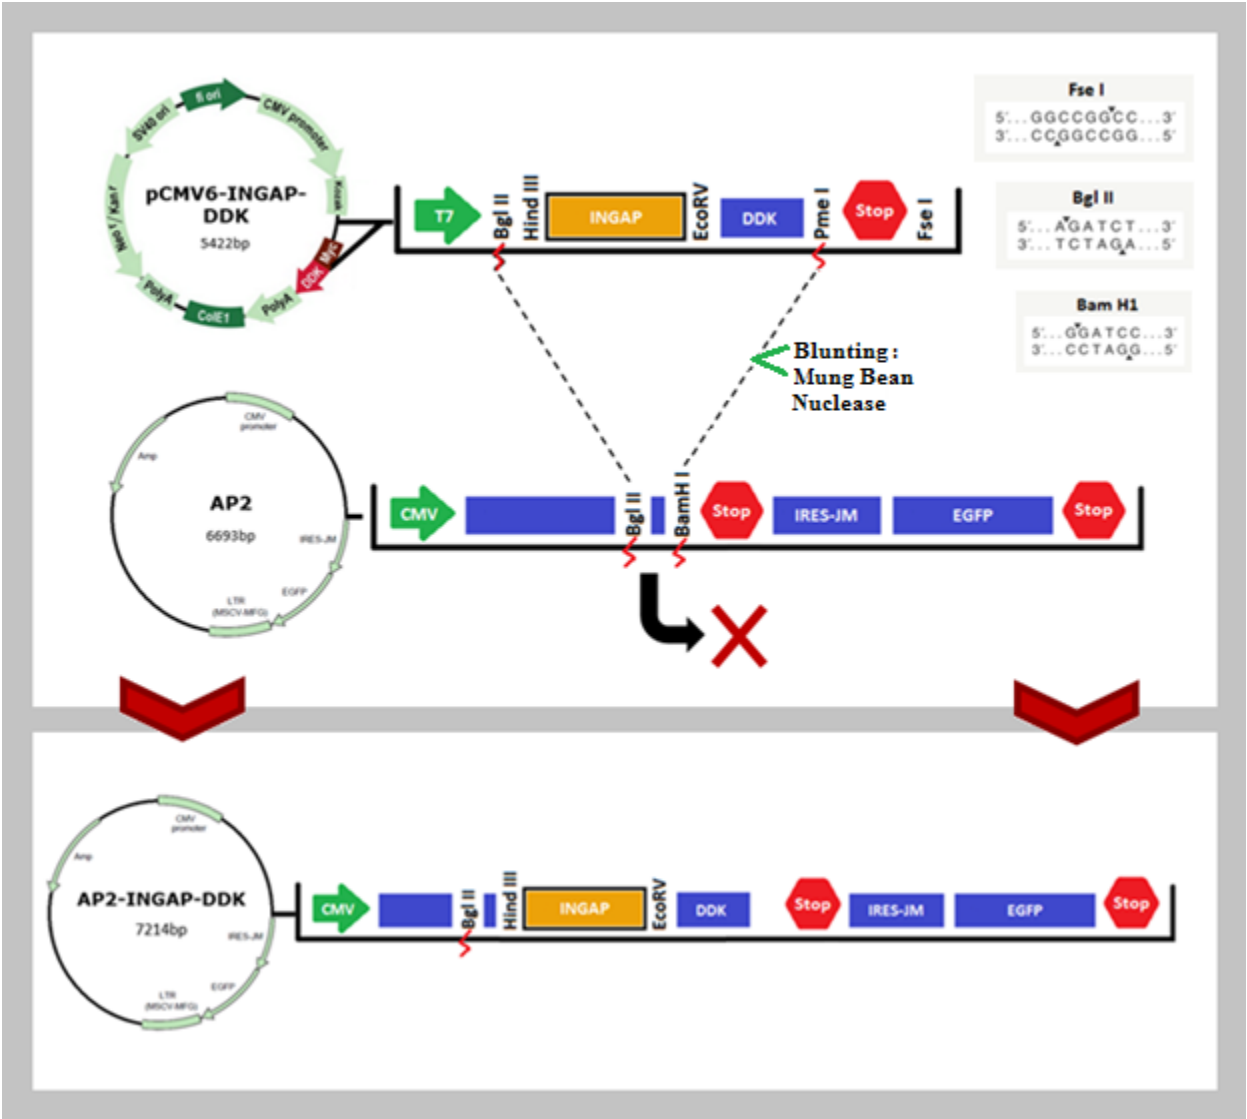 fi ori
SV40 ori
CMV promoter
Kozak
Neo r / Kan r
pCMV6-INGAP-
DDK
5422bp
Myc
DDK
PolyA
ColE1
PolyA
T7
Bgl II
Hind III
INGAP
EcoRV
DDK
Pme I
Stop
Fse I
Fse I
5'...GGCCGGCC...3'
3'...CCGGCCGG...5'
Bgl II
5'...AGATCT...3'
3'...TCTAGA...5'
Bam H1
5'...GGATCC...3'
3'...CCTAGG...5'
Blunting:
Mung Bean
Nuclease
CMV
promoter
Amp
AP2
6693bp
IRES-JM
EGFP
LTR
(MSCV-MFG)
CMV
Bgl II
BamH I
Stop
IRES-JM
EGFP
Stop
CMV
promoter
Amp
AP2-INGAP-DDK
7214bp
IRES-JM
EGFP
LTR
(MSCV-MFG)
CMV
Bgl II
Hind III
INGAP
EcoRV
DDK
Stop
IRES-JM
EGFP
Stop